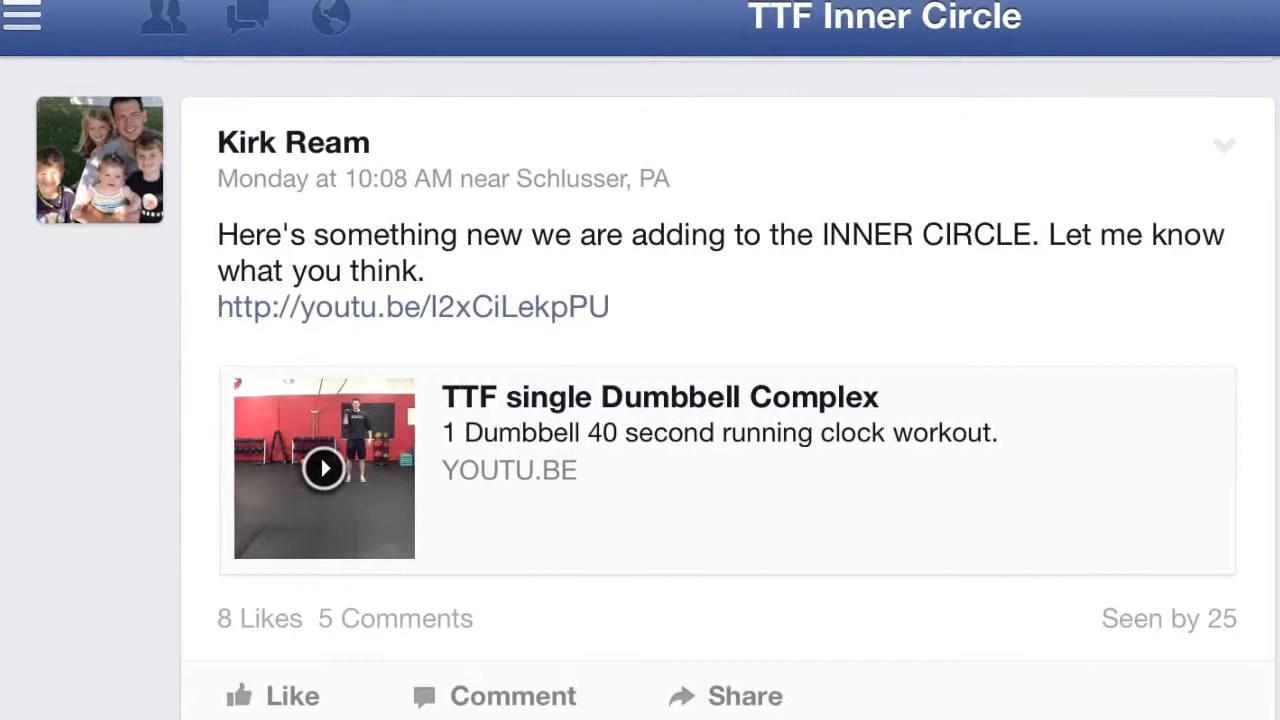 TTF Inner Circle
Kirk Ream
Monday at 10:08 AM near Schlusser, PA
Here's something new we are adding to the INNER CIRCLE. Let me know
what you think.
http://youtu.be/l2xCiLekpPU
TTF single Dumbbell Complex
1 Dumbbell 40 second running clock workout.
YOUTU.BE
8 Likes 5 Comments
Seen by 25
Like
Comment
Share